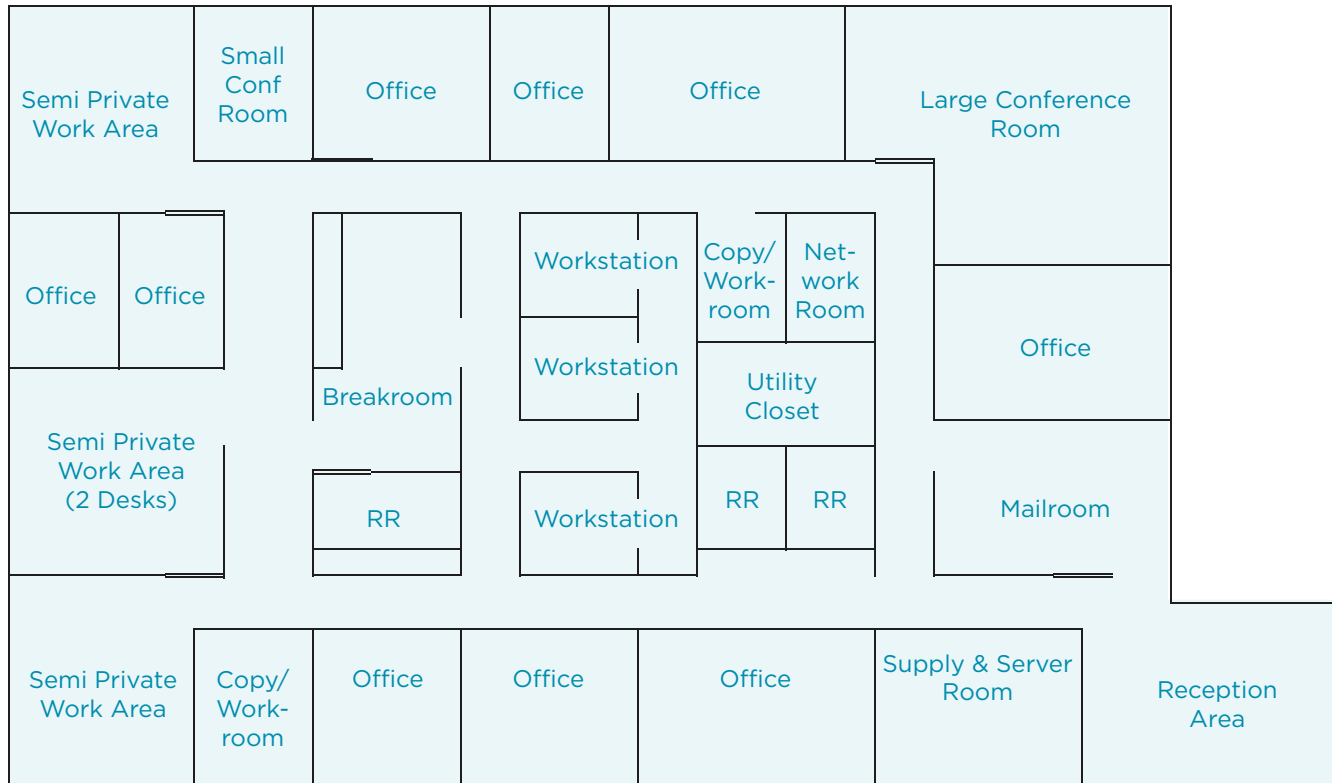 Semi Private
Work Area
Small
Conf
Room
Office
Office
Office
Large Conference
Room
Office
Office
Workstation
Copy/
Work-
room
Net-
work
Room
Office
Workstation
Breakroom
Utility
Closet
Semi Private
Work Area
(2 Desks)
RR
Workstation
RR
RR
Mailroom
Semi Private
Work Area
Copy/
Work-
room
Office
Office
Office
Supply & Server
Room
Reception
Area